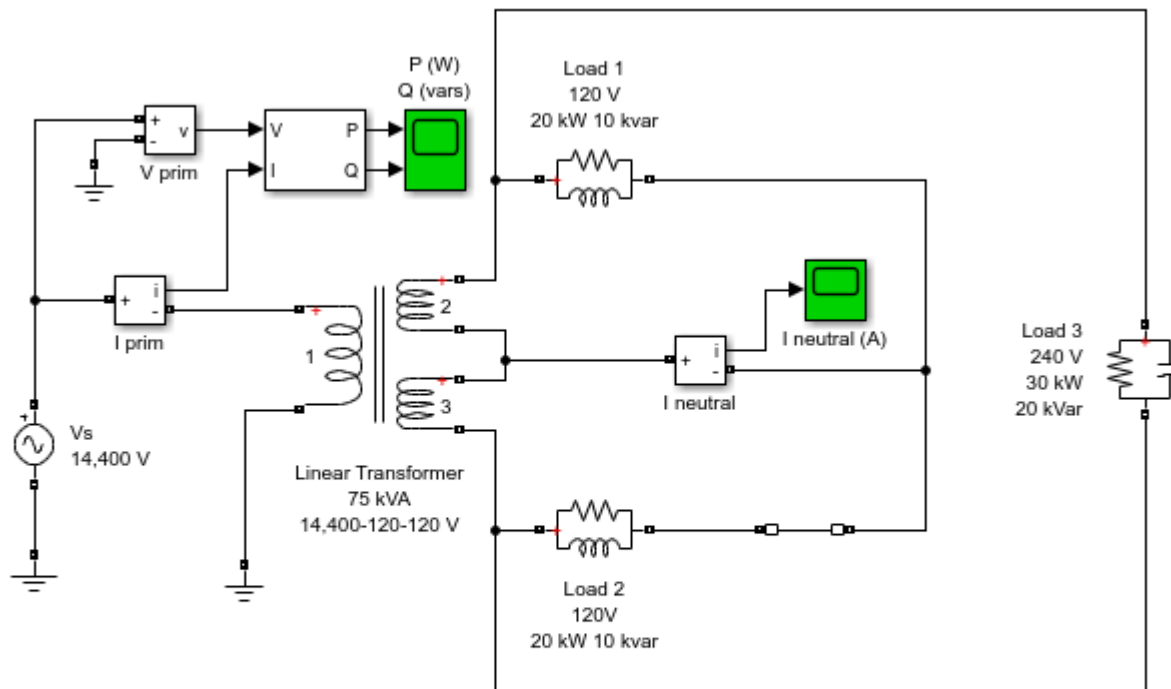 P (W)
Q (vars)
Load 1
120 V
20 kW 10 kvar
+
-
v
V prim
V
I
P
Q
+
i
-
I prim
+
Vs
14,400 V
+
1
+
2
+
3
Linear Transformer
75 kVA
14,400-120-120 V
+
I neutral (A)
+
i
-
I neutral
+
Load 3
240 V
30 kW
20 kVar
+
Load 2
120V
20 kW 10 kvar